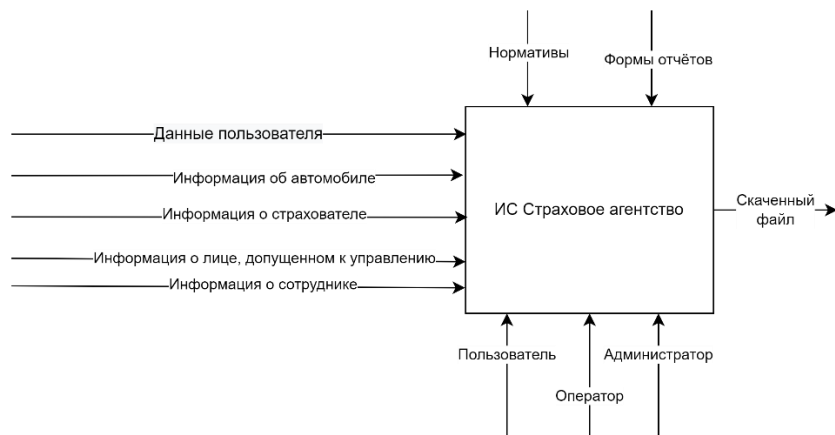 Нормативы
Формы отчётов
Данные пользователя
Информация об автомобиле
Информация о страхователе
Информация о лице, допущенном к управлению
Информация о сотруднике
ИС Страховое агентство
Скаченный
файл
Пользователь
Администратор
Оператор